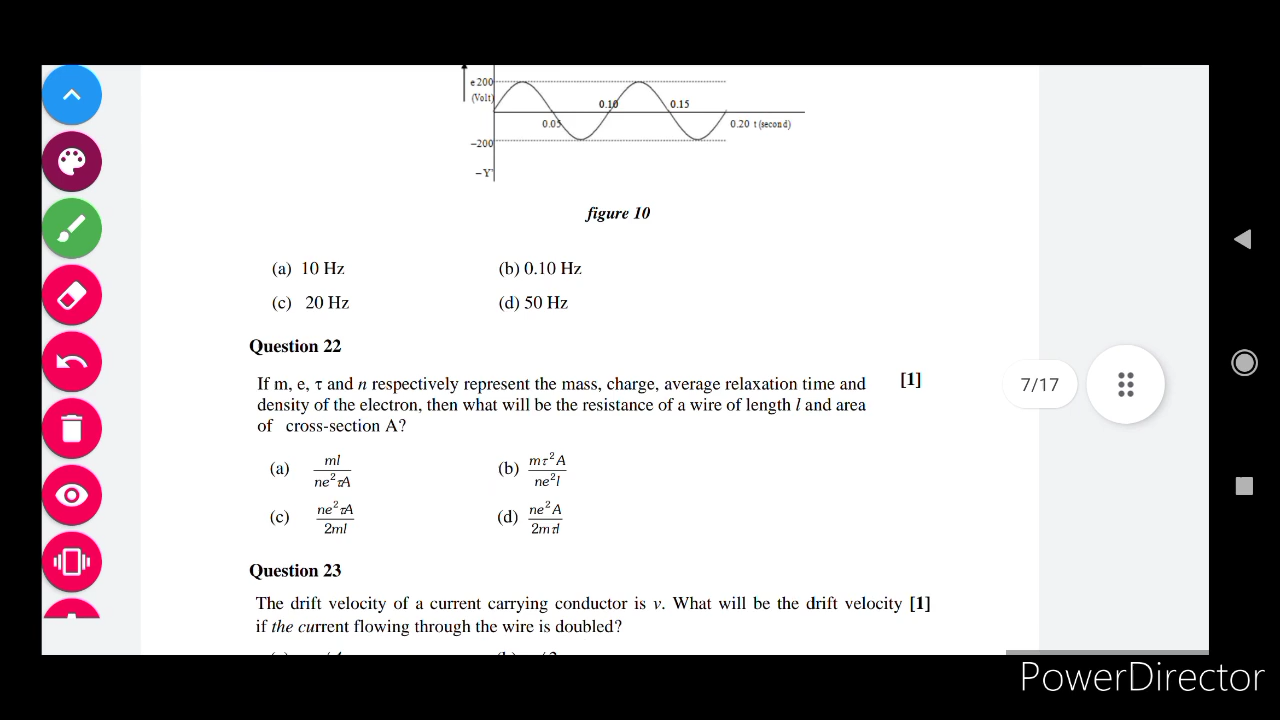 e 200
(Volt)
0.10
0.15
0.05
0.20 t (second)
−200
−Y'
figure 10
(a) 10 Hz
(b) 0.10 Hz
(c) 20 Hz
(d) 50 Hz
Question 22
If m, e, τ and n respectively represent the mass, charge, average relaxation time and [1]
density of the electron, then what will be the resistance of a wire of length l and area
of cross-section A?
7/17
(a) ml / ne²τA
(b) mτ²A / ne²l
(c) ne²τA / 2ml
(d) ne²A / 2mτl
Question 23
The drift velocity of a current carrying conductor is v. What will be the drift velocity [1]
if the current flowing through the wire is doubled?
PowerDirector